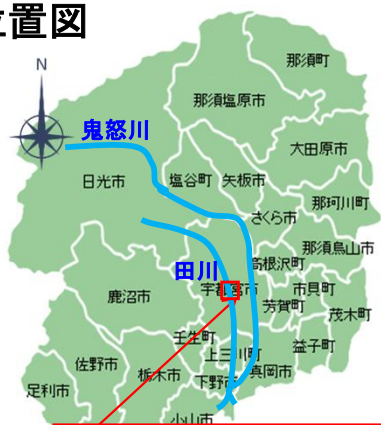 位置図
N
那須町
那須塩原市
鬼怒川
大田原市
日光市
塩谷町
矢板市
那珂川町
さくら市
那須烏山市
高根沢町
田川
宇都宮市
市貝町
鹿沼市
芳賀町
茂木町
壬生町
上三川町
益子町
佐野市
栃木市
下野市
真岡市
足利市
小山市